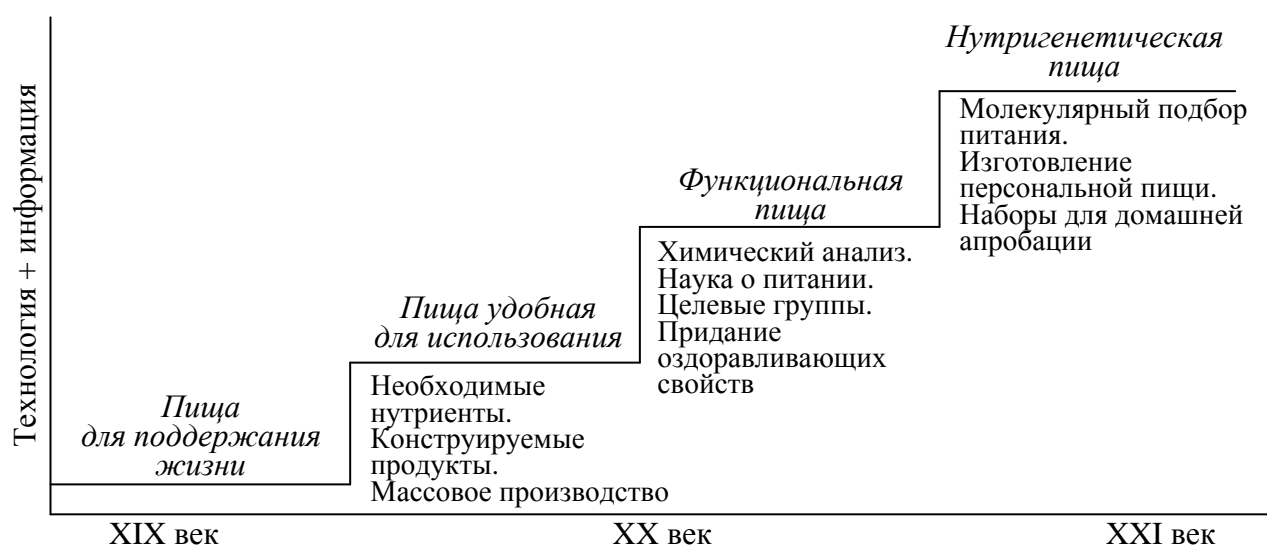 Технология + информация
Пища
для поддержания
жизни
Пища удобная
для использования
Необходимые
нутриенты.
Конструируемые
продукты.
Массовое производство
Функциональная
пища
Химический анализ.
Наука о питании.
Целевые группы.
Придание
оздоравливающих
свойств
Нутригенетическая
пища
Молекулярный подбор
питания.
Изготовление
персональной пищи.
Наборы для домашней
апробации
XIX век
XX век
XXI век